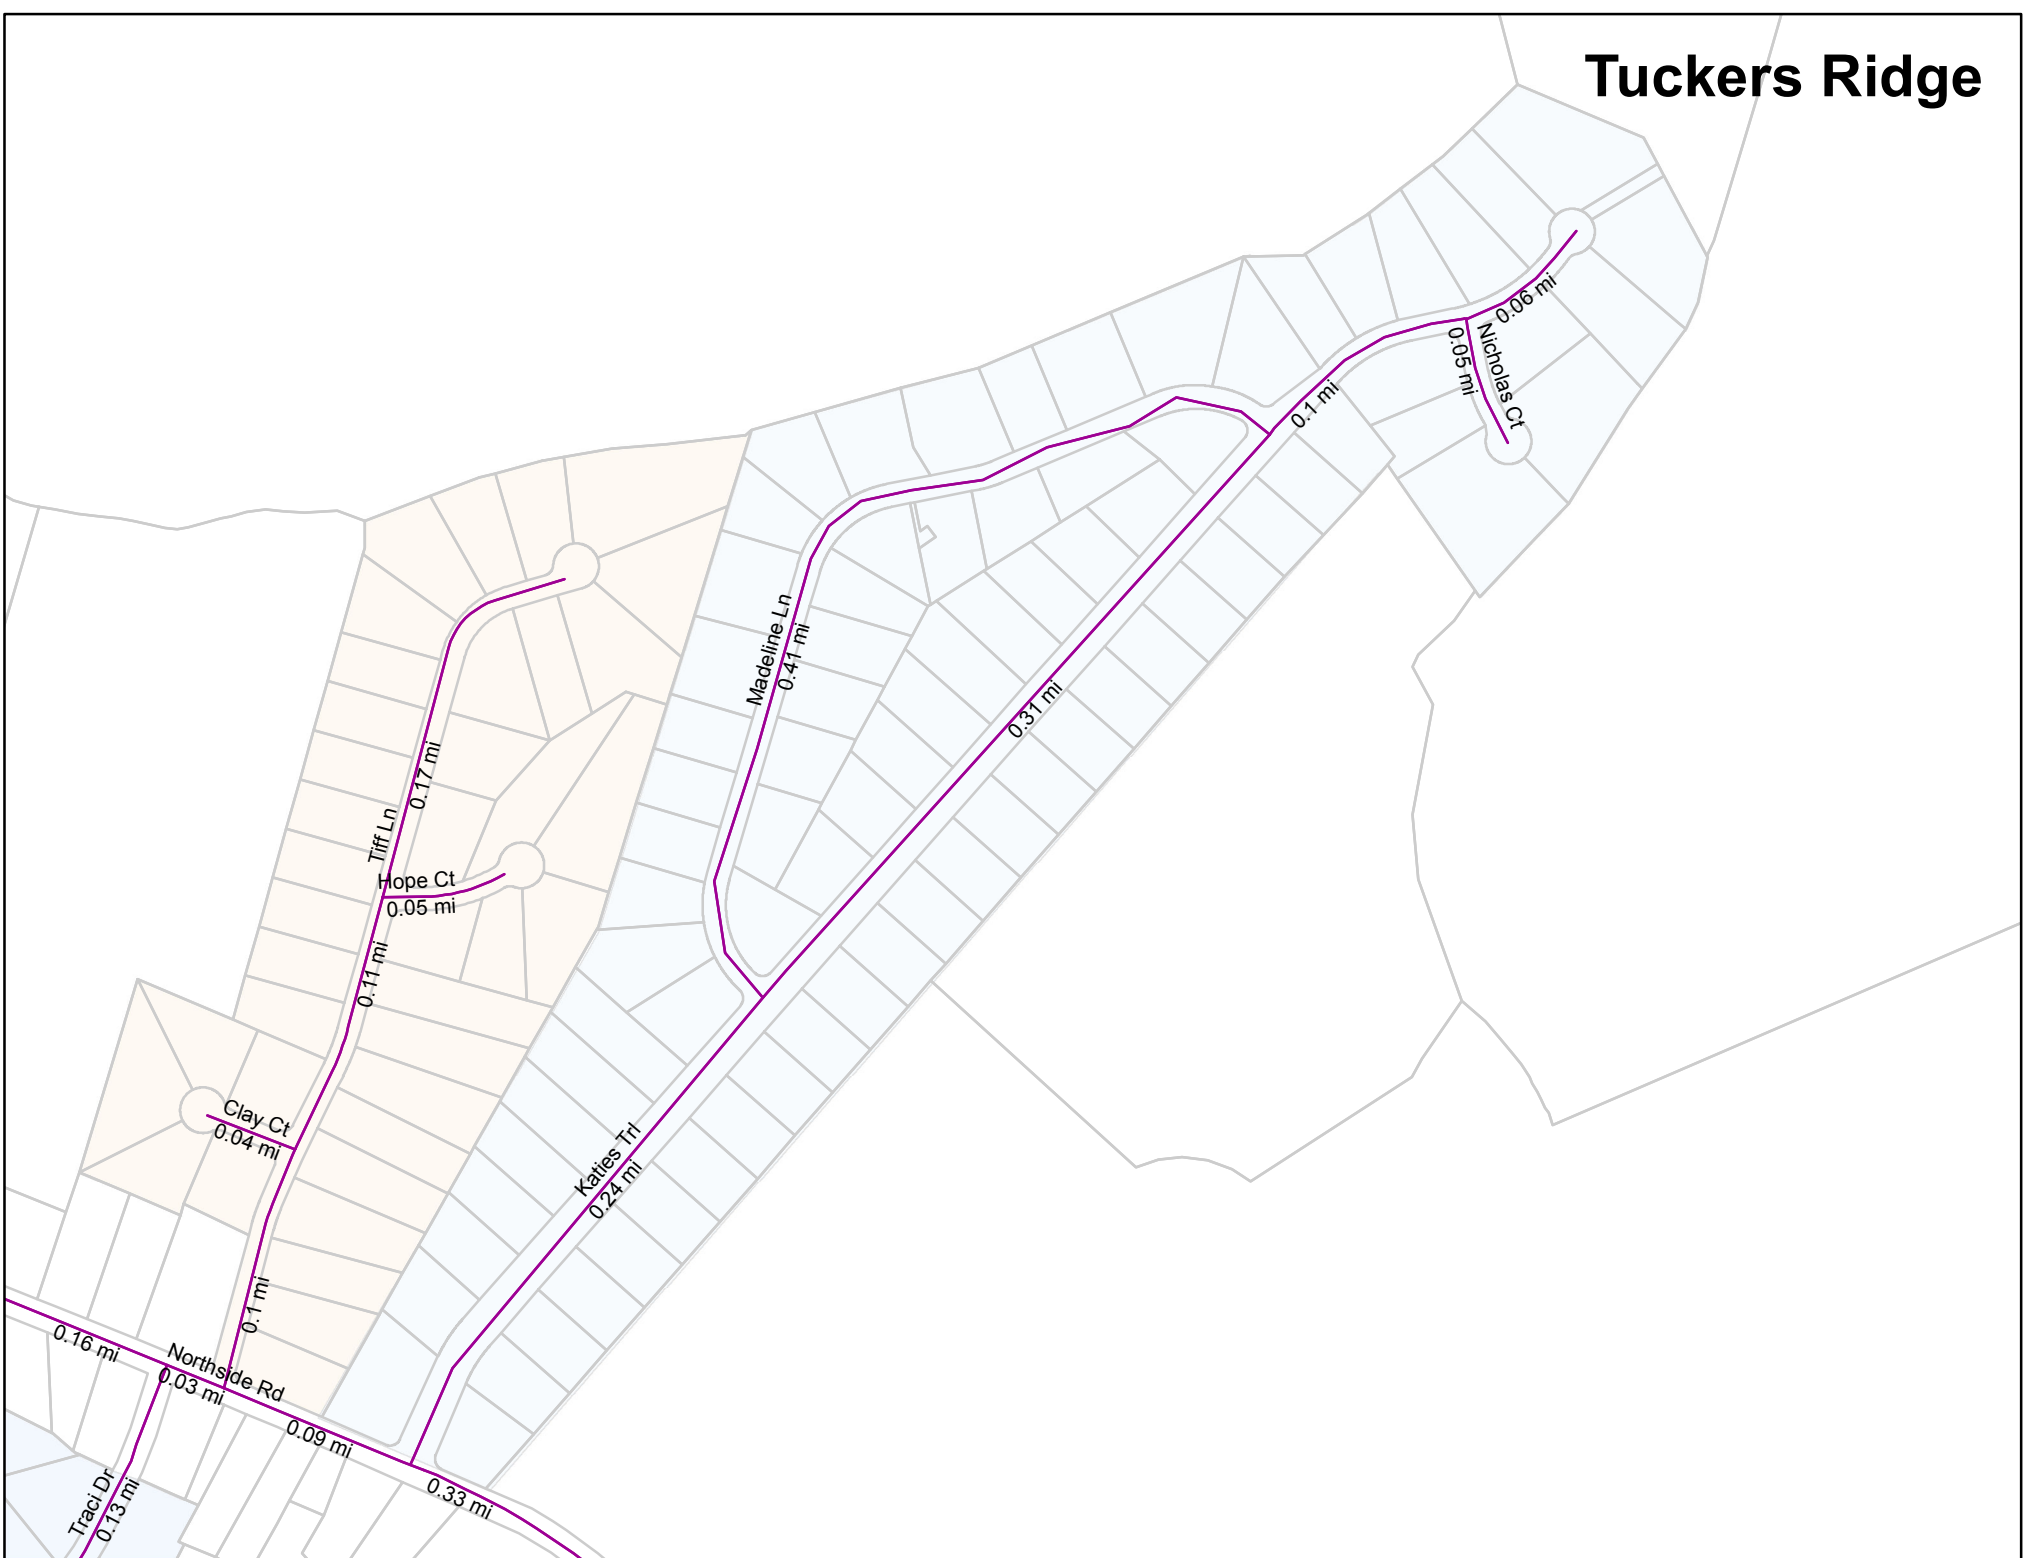 Tuckers Ridge
0.06 mi
Nicholas Ct
0.05 mi
0.1 mi
Madeline Ln
0.41 mi
0.31 mi
0.17 mi
Tiff Ln
Hope Ct
0.05 mi
0.11 mi
Clay Ct
0.04 mi
Katies Trl
0.24 mi
0.1 mi
0.16 mi
Northside Rd
0.03 mi
0.09 mi
0.33 mi
Traci Dr
0.13 mi